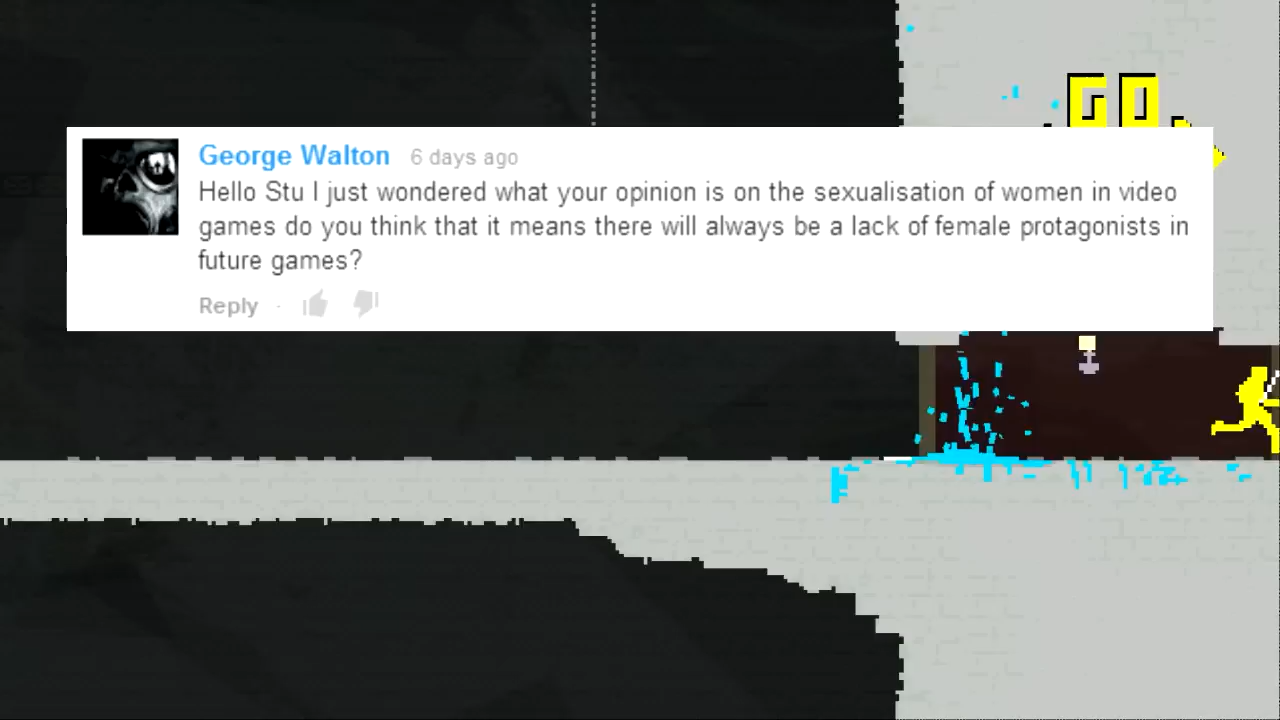 GO
George Walton 6 days ago
Hello Stu I just wondered what your opinion is on the sexualisation of women in video
games do you think that it means there will always be a lack of female protagonists in
future games?
Reply ·